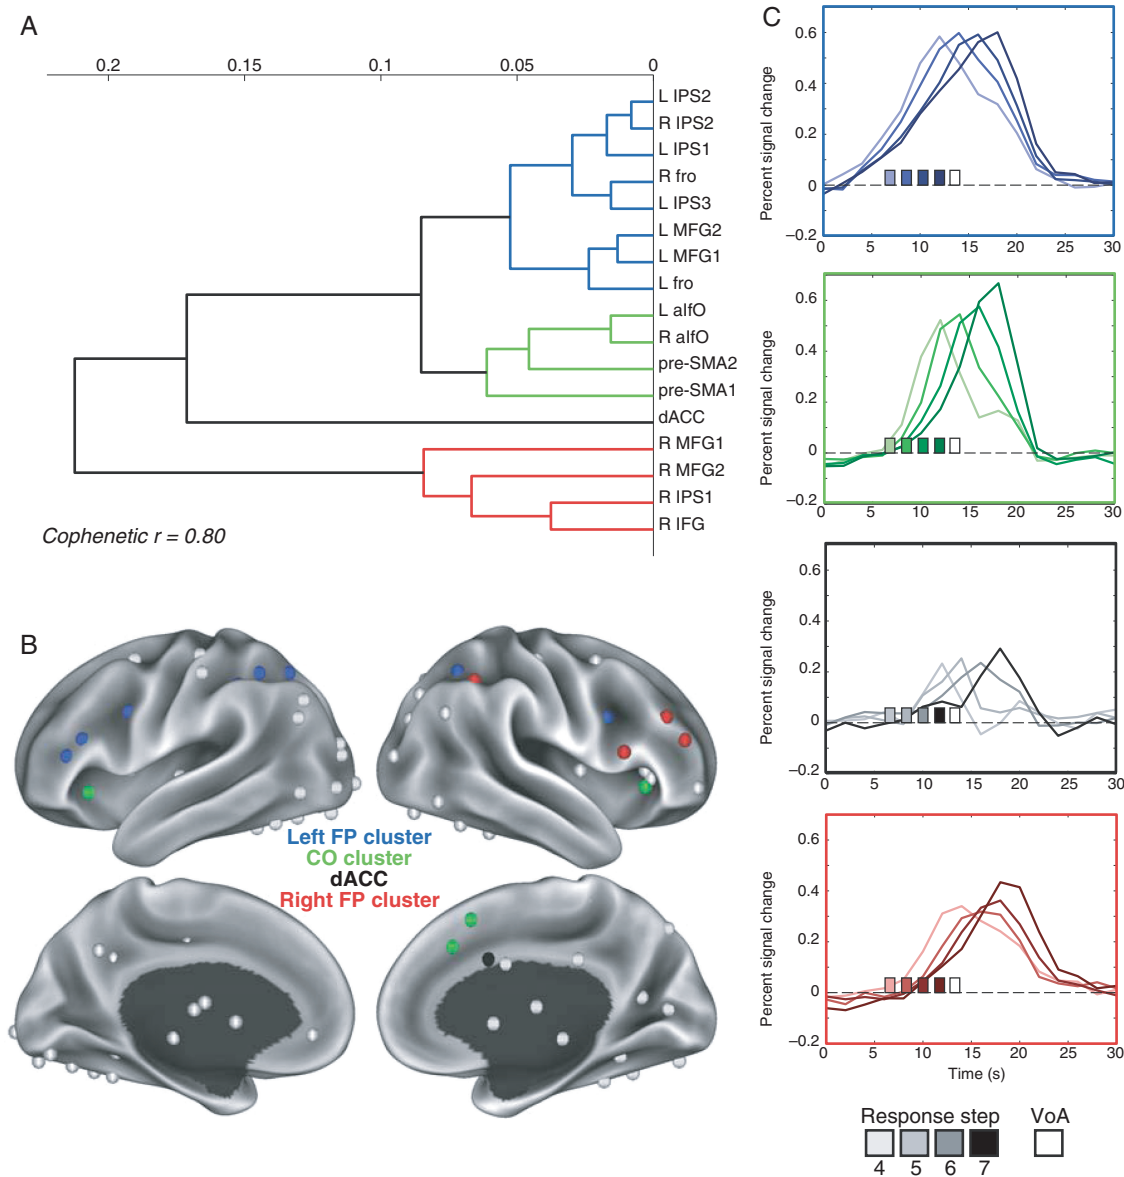 A
0.2 0.15 0.1 0.05 0
L IPS2
R IPS2
L IPS1
R fro
L IPS3
L MFG2
L MFG1
L fro
L aIfO
R aIfO
pre-SMA2
pre-SMA1
dACC
R MFG1
R MFG2
R IPS1
R IFG
Cophenetic r = 0.80
B
Left FP cluster
CO cluster
dACC
Right FP cluster
C
Percent signal change
0.6
0.4
0.2
0
–0.2
0 5 10 15 20 25 30
Percent signal change
0.6
0.4
0.2
0
–0.2
0 5 10 15 20 25 30
Percent signal change
0.6
0.4
0.2
0
–0.2
0 5 10 15 20 25 30
Percent signal change
0.6
0.4
0.2
0
–0.2
0 5 10 15 20 25 30
Time (s)
Response step VoA
4 5 6 7